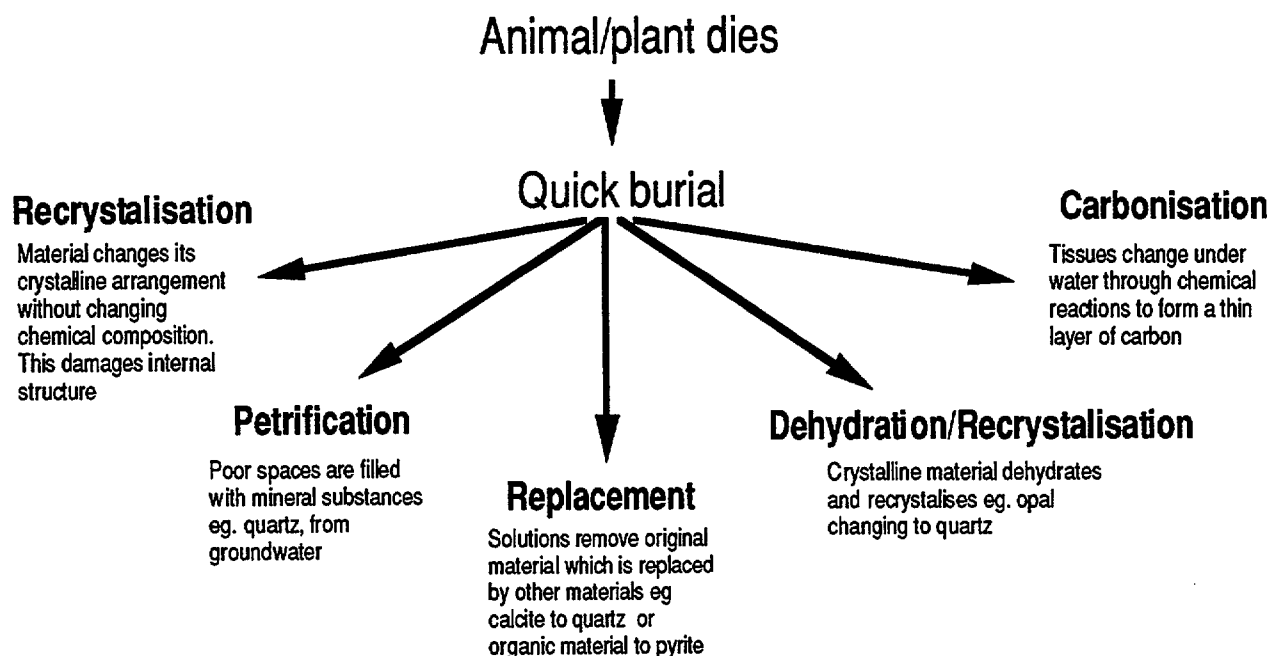 Animal/plant dies
Quick burial
Recrystalisation
Material changes its
crystalline arrangement
without changing
chemical composition.
This damages internal
structure
Petrification
Poor spaces are filled
with mineral substances
eg. quartz, from
groundwater
Replacement
Solutions remove original
material which is replaced
by other materials eg
calcite to quartz or
organic material to pyrite
Dehydration/Recrystalisation
Crystalline material dehydrates
and recrystalises eg. opal
changing to quartz
Carbonisation
Tissues change under
water through chemical
reactions to form a thin
layer of carbon